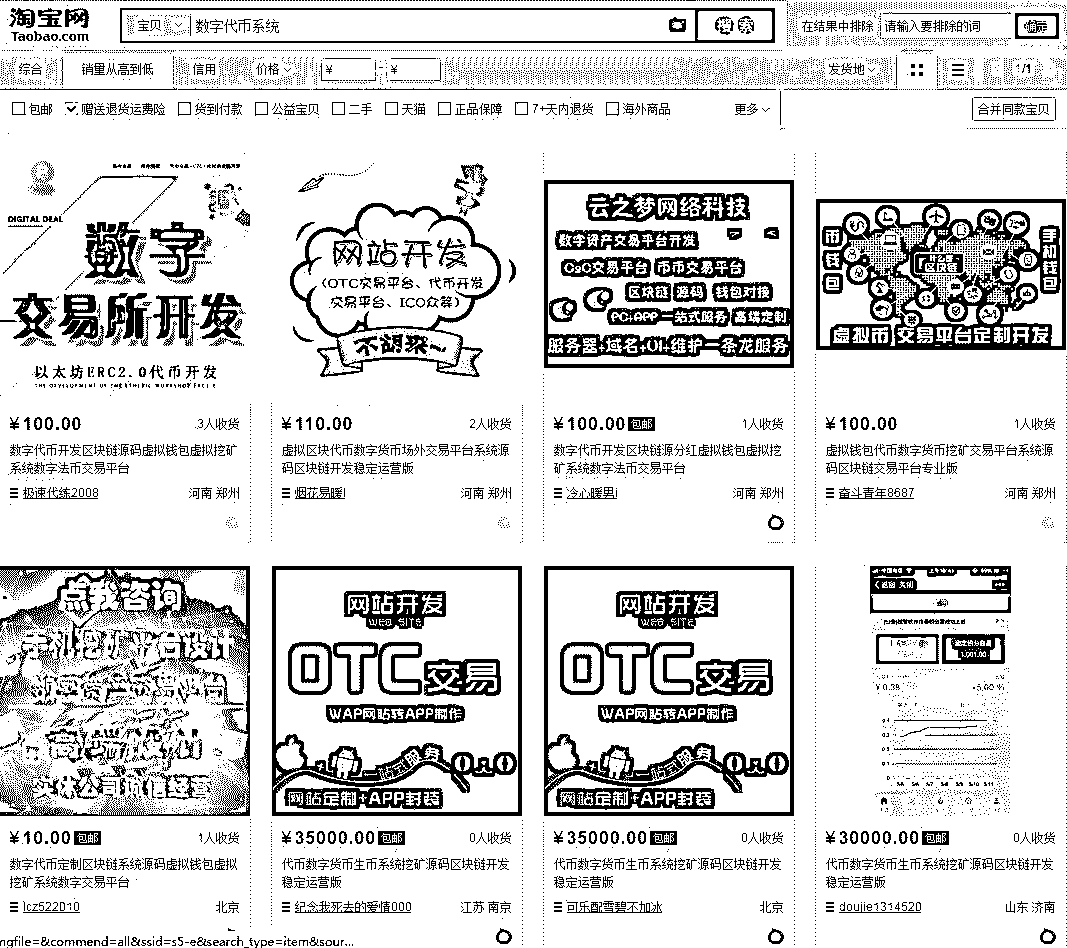 淘宝网
Taobao.com
宝贝 数字代币系统 搜索
在结果中排除 请输入要排除的词 确定
综合 销量从高到低 信用 价格 ¥ - ¥ 发货地 1/1
包邮 赠送退货运费险 货到付款 公益宝贝 二手 天猫 正品保障 7+天内退货 海外商品 更多 合并同款宝贝
DIGITAL DEAL
数字
交易所开发
以太坊ERC2.0代币开发
网站开发
(OTC交易平台、代币开发
交易平台、ICO众筹)
不胡来~
云之梦网络科技
数字资产交易平台开发
C2C交易平台 币币交易平台
区块链 源码 钱包对接
PC,APP一站式服务 高端定制
服务器+域名+UI+维护一条龙服务
币钱包
什么是
区块链
手机钱包
虚拟币 交易平台定制开发
¥100.00 3人收货
数字代币开发区块链源码虚拟钱包虚拟挖矿
系统数字法币交易平台
极速代练2008 河南 郑州
¥110.00 2人收货
虚拟区块代币数字货币场外交易平台系统源
码区块链开发稳定运营版
烟花易暖l 河南 郑州
¥100.00 包邮 1人收货
数字代币开发区块链源分红虚拟钱包虚拟挖
矿系统数字法币交易平台
冷心暖男i 河南 郑州
¥100.00 1人收货
虚拟钱包代币数字货币挖矿交易平台系统源
码区块链交易平台专业版
奋斗青年8687 河南 郑州
点我咨询
手机挖矿平台设计
数字资产交易平台
高端设计
实体公司诚信经营
网站开发
WEB SITE
OTC交易
WAP网站转APP制作
一站式服务
网站定制+APP封装
网站开发
WEB SITE
OTC交易
WAP网站转APP制作
一站式服务
网站定制+APP封装
返回 关闭
1,001.00
¥ 0.38 +5.00 %
¥10.00 包邮 1人收货
数字代币定制区块链系统源码虚拟钱包虚拟
挖矿系统数字交易平台
lcz522010 北京
¥35000.00 包邮 0人收货
代币数字货币生币系统挖矿源码区块链开发
稳定运营版
纪念我死去的爱情000 江苏 南京
¥35000.00 包邮 0人收货
代币数字货币生币系统挖矿源码区块链开发
稳定运营版
可乐配雪碧不加冰 北京
¥30000.00 包邮 0人收货
代币数字货币生币系统挖矿源码区块链开发
稳定运营版
doujie1314520 山东 济南
mgfile=&commend=all&ssid=s5-e&search_type=item&sour...